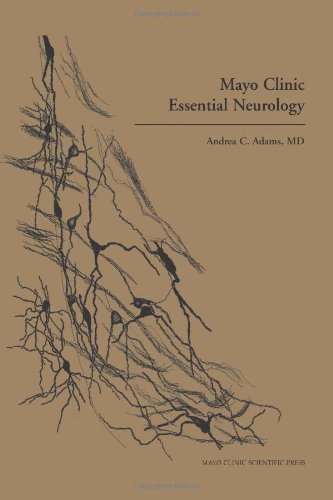 Mayo Clinic
Essential Neurology
Andrea C. Adams, MD
MAYO CLINIC SCIENTIFIC PRESS